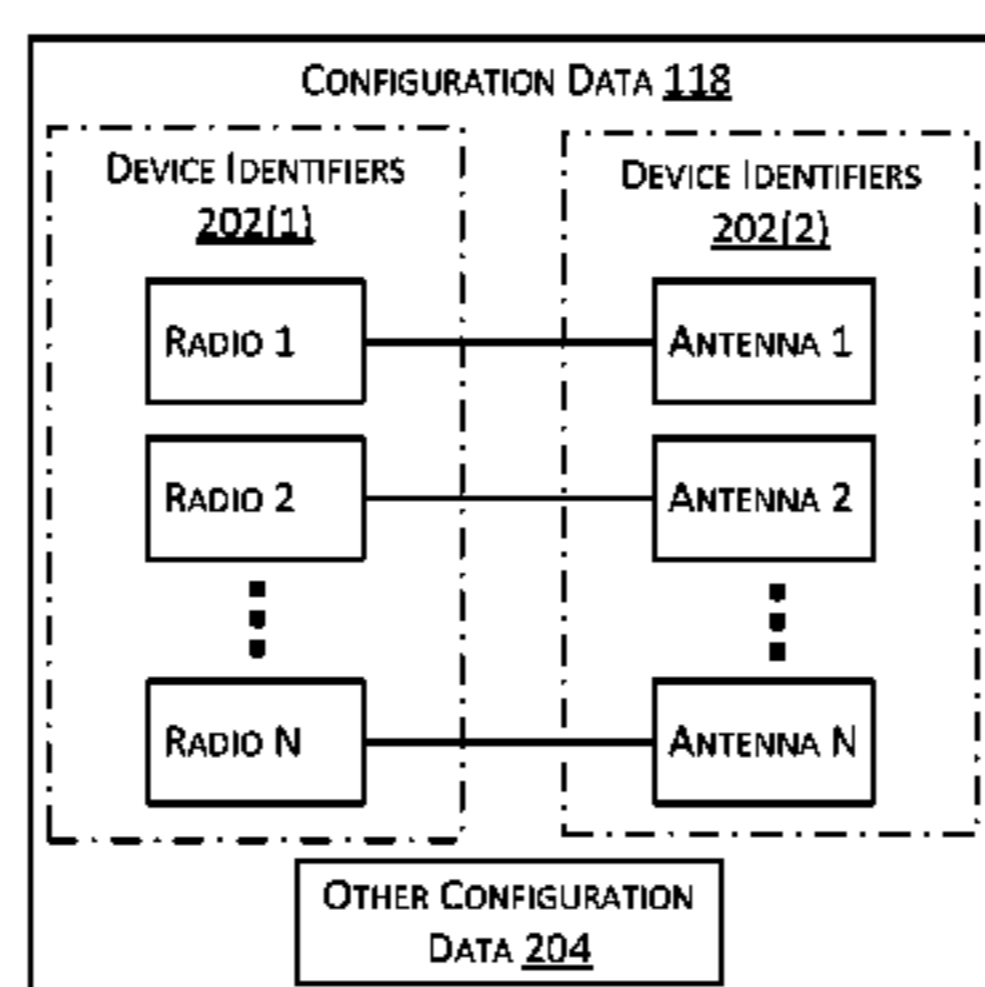 CONFIGURATION DATA 118
DEVICE IDENTIFIERS
202(1)
DEVICE IDENTIFIERS
202(2)
RADIO 1
ANTENNA 1
RADIO 2
ANTENNA 2
RADIO N
ANTENNA N
OTHER CONFIGURATION
DATA 204